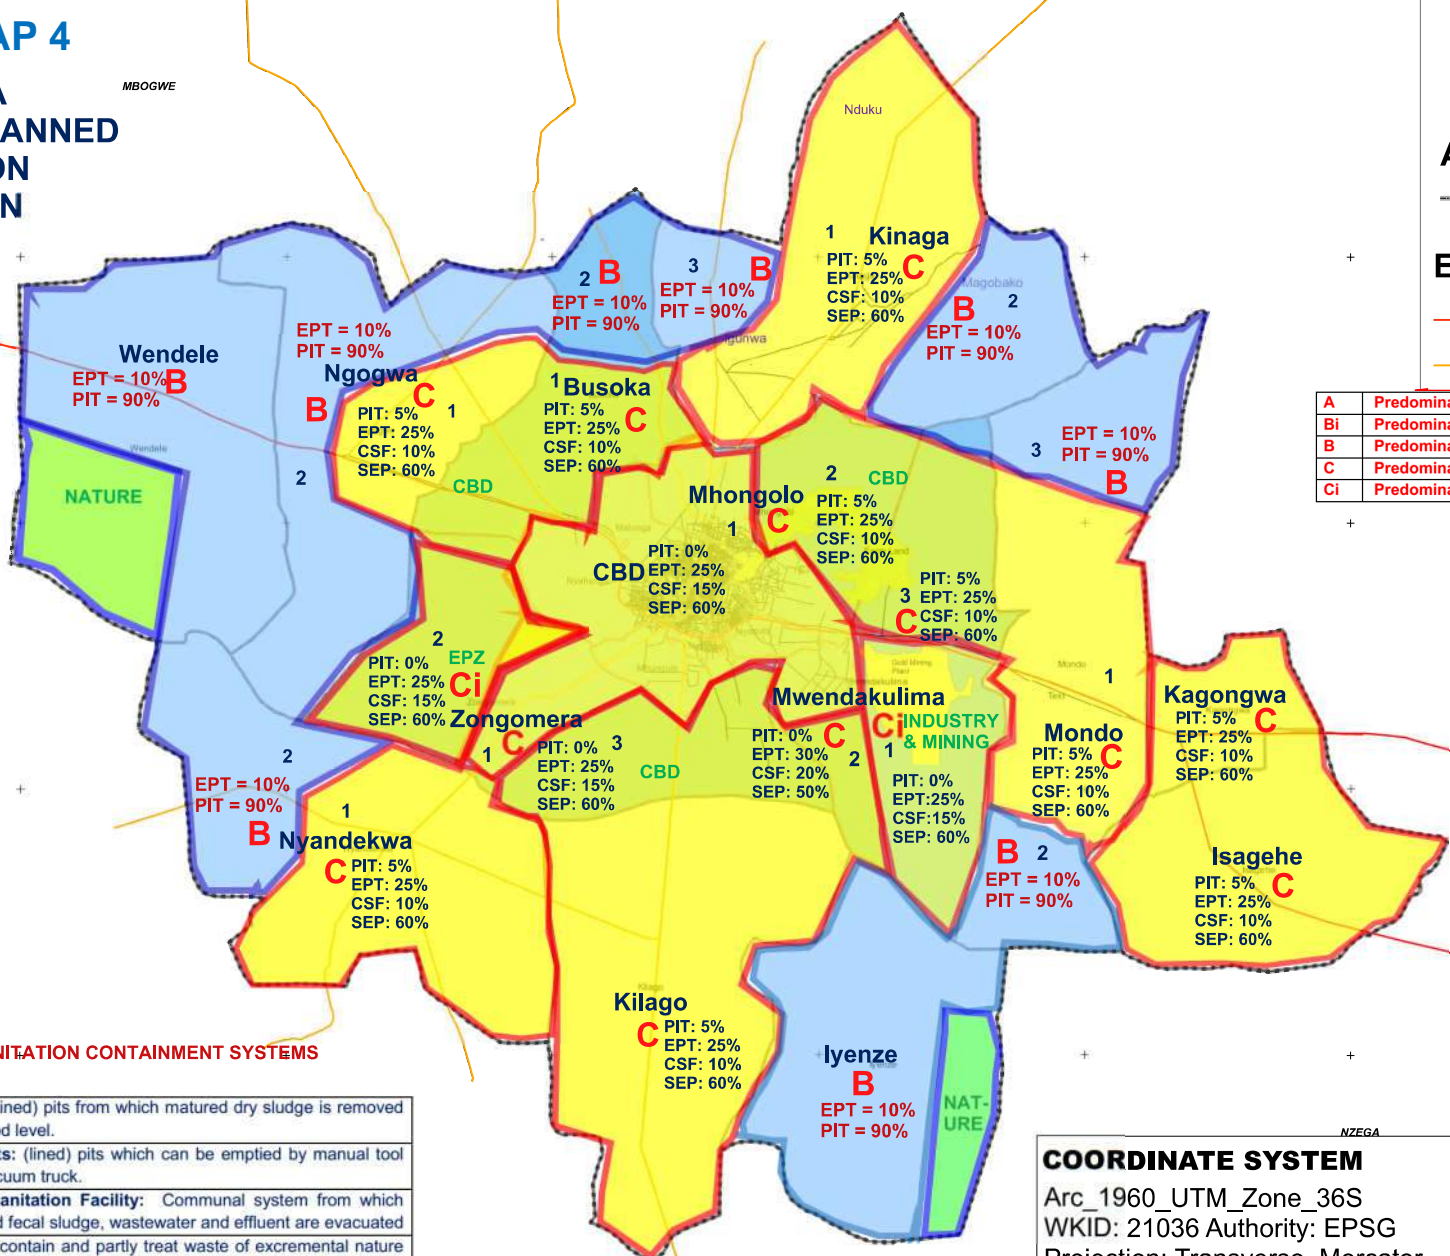 AP 4
A
ANNED
ON
N
MBOGWE
Nduku
1
Kinaga
PIT: 5%
EPT: 25%
CSF: 10%
SEP: 60%
C
2
B
EPT = 10%
PIT = 90%
3
B
EPT = 10%
PIT = 90%
Magobako
B
2
EPT = 10%
PIT = 90%
Wendele
EPT = 10%
PIT = 90%
B
EPT = 10%
PIT = 90%
B
2
Ngogwa
C
1
PIT: 5%
EPT: 25%
CSF: 10%
SEP: 60%
CBD
1
Busoka
PIT: 5%
EPT: 25%
CSF: 10%
SEP: 60%
C
Wendele
NATURE
3
EPT = 10%
PIT = 90%
B
A
E
A Predomina
Bi Predomina
B Predomina
C Predomina
Ci Predomina
Mhongolo
1
C
CBD
PIT: 0%
EPT: 25%
CSF: 15%
SEP: 60%
2
CBD
PIT: 5%
EPT: 25%
CSF: 10%
SEP: 60%
3
C
PIT: 5%
EPT: 25%
CSF: 10%
SEP: 60%
2
EPZ
PIT: 0%
EPT: 25%
CSF: 15%
SEP: 60%
Ci
Zongomera
C
1
PIT: 0%
EPT: 25%
CSF: 15%
SEP: 60%
3
CBD
Mwendakulima
PIT: 0%
EPT: 30%
CSF: 20%
SEP: 50%
C
2
Gold Mining
Plant
Ci
INDUSTRY
& MINING
1
PIT: 0%
EPT:25%
CSF:15%
SEP: 60%
Mondo
1
Mondo
PIT: 5%
EPT: 25%
CSF: 10%
SEP: 60%
C
Kagongwa
PIT: 5%
EPT: 25%
CSF: 10%
SEP: 60%
C
Isagehe
PIT: 5%
EPT: 25%
CSF: 10%
SEP: 60%
C
2
EPT = 10%
PIT = 90%
B
1
Nyandekwa
C
PIT: 5%
EPT: 25%
CSF: 10%
SEP: 60%
B
2
EPT = 10%
PIT = 90%
Kilago
Kilago
C
PIT: 5%
EPT: 25%
CSF: 10%
SEP: 60%
Iyenze
Iyenze
B
EPT = 10%
PIT = 90%
NAT-
URE
NITATION CONTAINMENT SYSTEMS
ined) pits from which matured dry sludge is removed
d level.
ts: (lined) pits which can be emptied by manual tool
cuum truck.
anitation Facility: Communal system from which
d fecal sludge, wastewater and effluent are evacuated
contain and partly treat waste of excremental nature
NZEGA
COORDINATE SYSTEM
Arc_1960_UTM_Zone_36S
WKID: 21036 Authority: EPSG
Projection: Transverse_Mercator